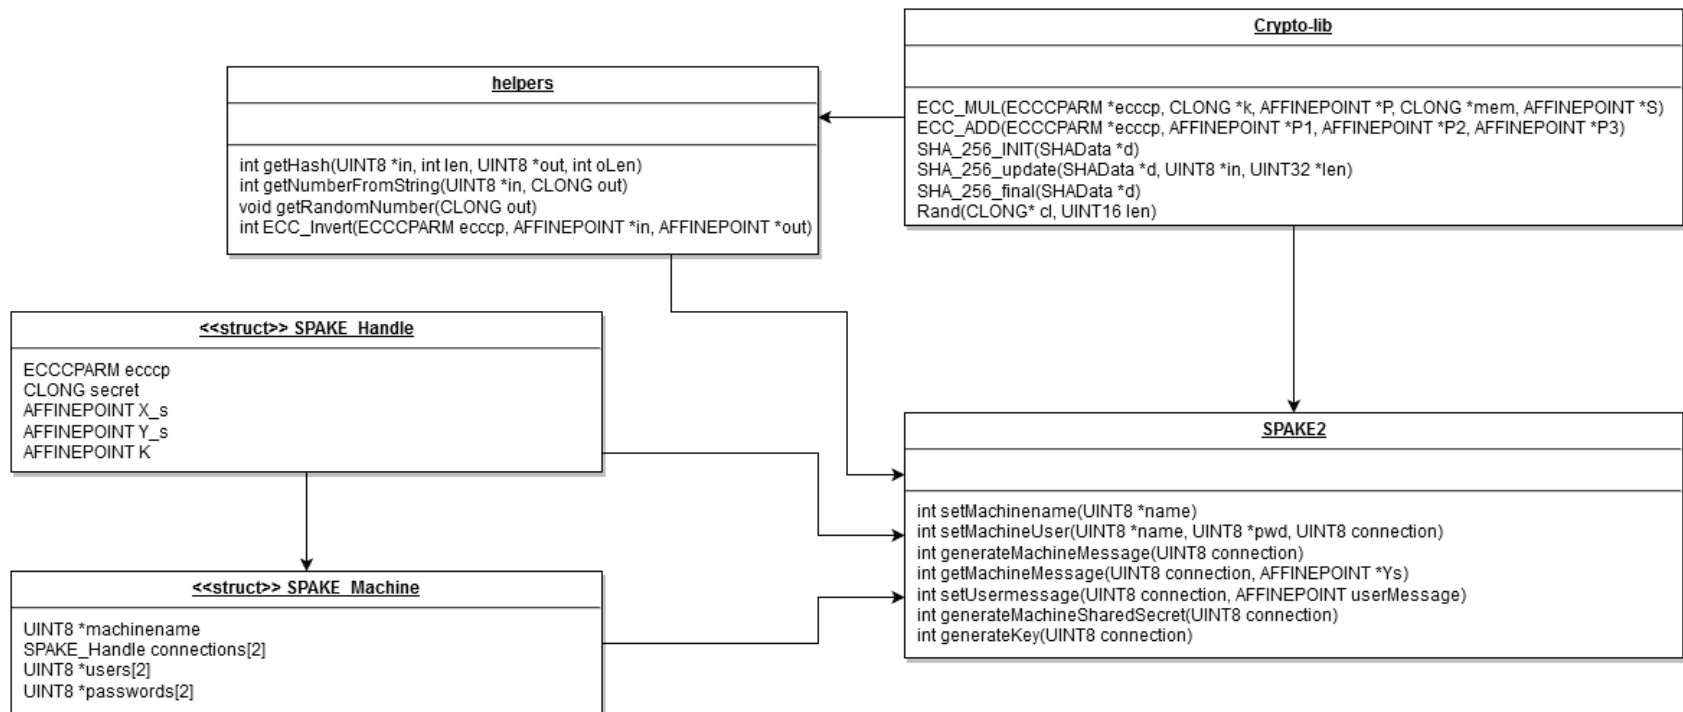 Crypto-lib
ECC_MUL(ECCCPARM *ecccp, CLONG *k, AFFINEPOINT *P, CLONG *mem, AFFINEPOINT *S)
ECC_ADD(ECCCPARM *ecccp, AFFINEPOINT *P1, AFFINEPOINT *P2, AFFINEPOINT *P3)
SHA_256_INIT(SHAData *d)
SHA_256_update(SHAData *d, UINT8 *in, UINT32 *len)
SHA_256_final(SHAData *d)
Rand(CLONG* cl, UINT16 len)
helpers
int getHash(UINT8 *in, int len, UINT8 *out, int oLen)
int getNumberFromString(UINT8 *in, CLONG out)
void getRandomNumber(CLONG out)
int ECC_Invert(ECCCPARM ecccp, AFFINEPOINT *in, AFFINEPOINT *out)
<<struct>> SPAKE_Handle
ECCCPARM ecccp
CLONG secret
AFFINEPOINT X_s
AFFINEPOINT Y_s
AFFINEPOINT K
SPAKE2
int setMachinename(UINT8 *name)
int setMachineUser(UINT8 *name, UINT8 *pwd, UINT8 connection)
int generateMachineMessage(UINT8 connection)
int getMachineMessage(UINT8 connection, AFFINEPOINT *Ys)
int setUsermessage(UINT8 connection, AFFINEPOINT userMessage)
int generateMachineSharedSecret(UINT8 connection)
int generateKey(UINT8 connection)
<<struct>> SPAKE_Machine
UINT8 *machinename
SPAKE_Handle connections[2]
UINT8 *users[2]
UINT8 *passwords[2]